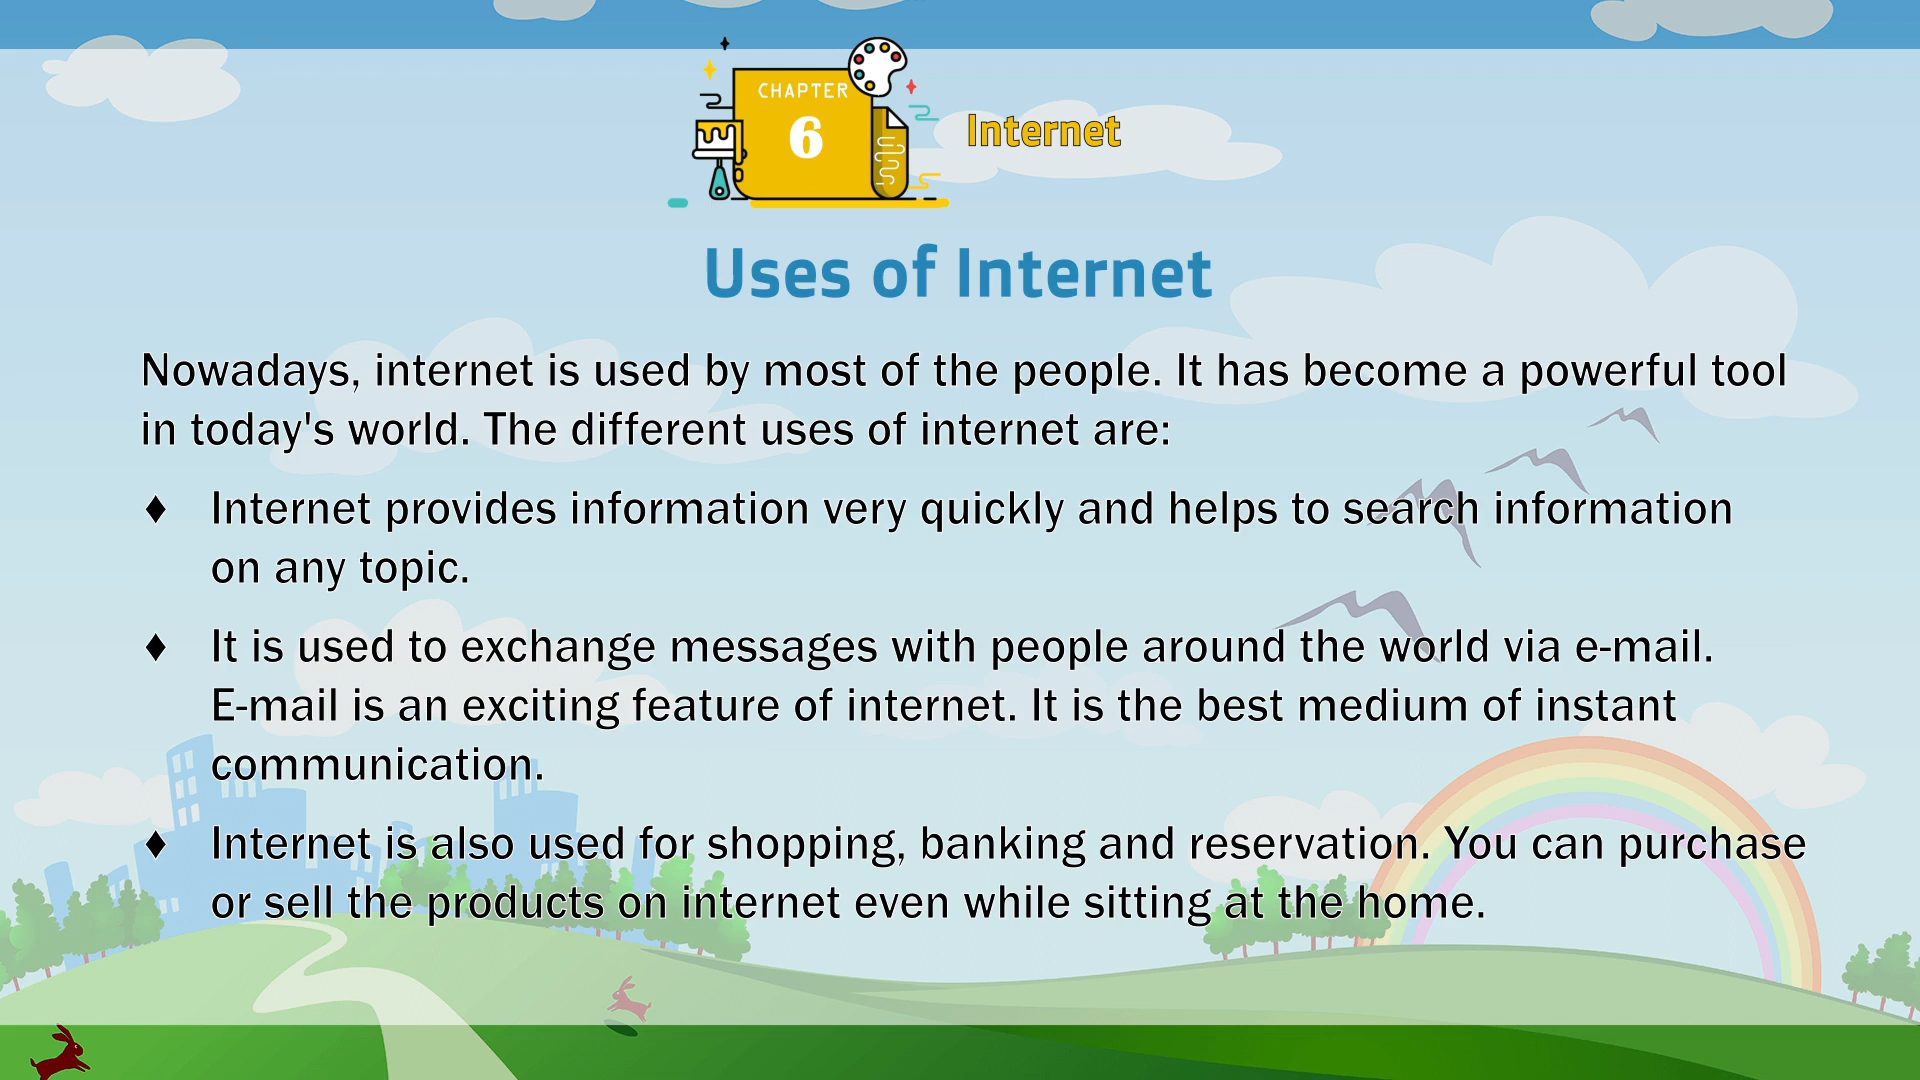 CHAPTER
6
Internet
Uses of Internet
Nowadays, internet is used by most of the people. It has become a powerful tool
in today's world. The different uses of internet are:
♦ Internet provides information very quickly and helps to search information
on any topic.
♦ It is used to exchange messages with people around the world via e-mail.
E-mail is an exciting feature of internet. It is the best medium of instant
communication.
♦ Internet is also used for shopping, banking and reservation. You can purchase
or sell the products on internet even while sitting at the home.